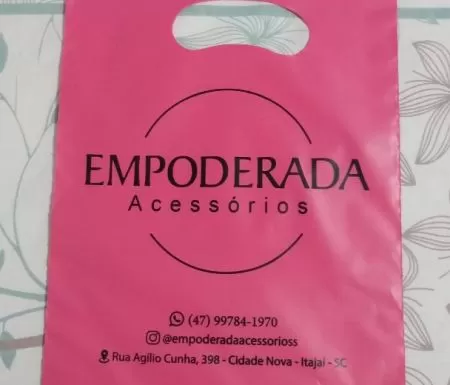 EMPODERADA
Acessórios
(47) 99784-1970
@empoderadaacessorioss
Rua Agílio Cunha, 398 - Cidade Nova - Itajaí - SC